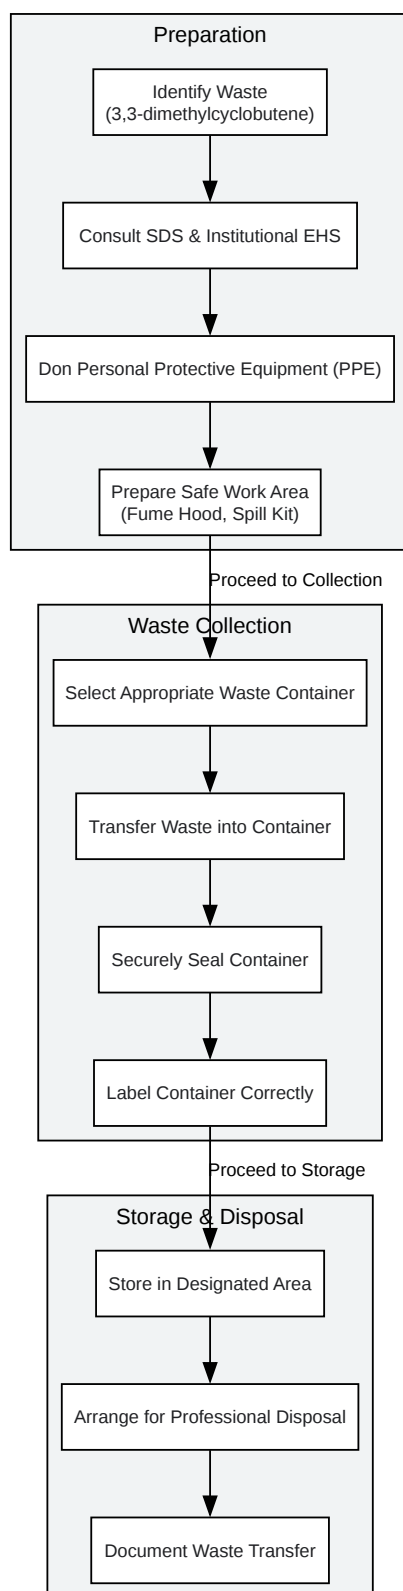 Preparation
Identify Waste
(3,3-dimethylcyclobutene)
Consult SDS & Institutional EHS
Don Personal Protective Equipment (PPE)
Prepare Safe Work Area
(Fume Hood, Spill Kit)
Proceed to Collection
Waste Collection
Select Appropriate Waste Container
Transfer Waste into Container
Securely Seal Container
Label Container Correctly
Proceed to Storage
Storage & Disposal
Store in Designated Area
Arrange for Professional Disposal
Document Waste Transfer